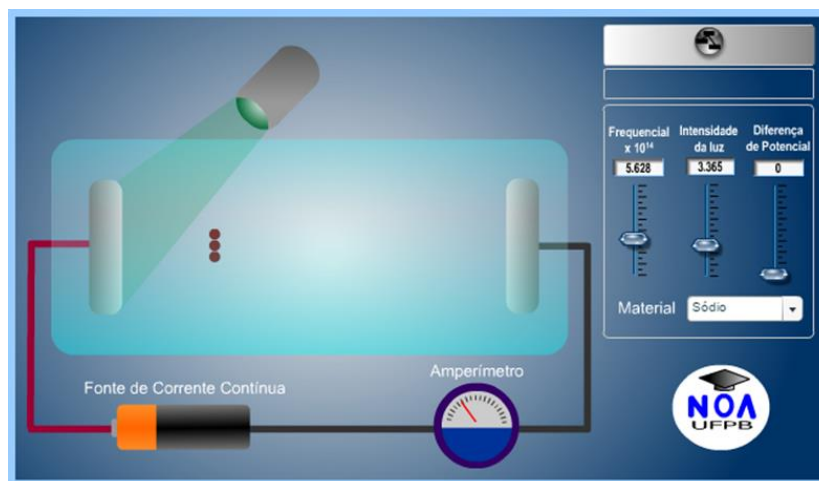 Frequencial Intensidade Diferença
x 10¹⁴ da luz de Potencial
5.628 3.365 0
Material Sódio
Amperímetro
Fonte de Corrente Contínua
NOA
UFPB